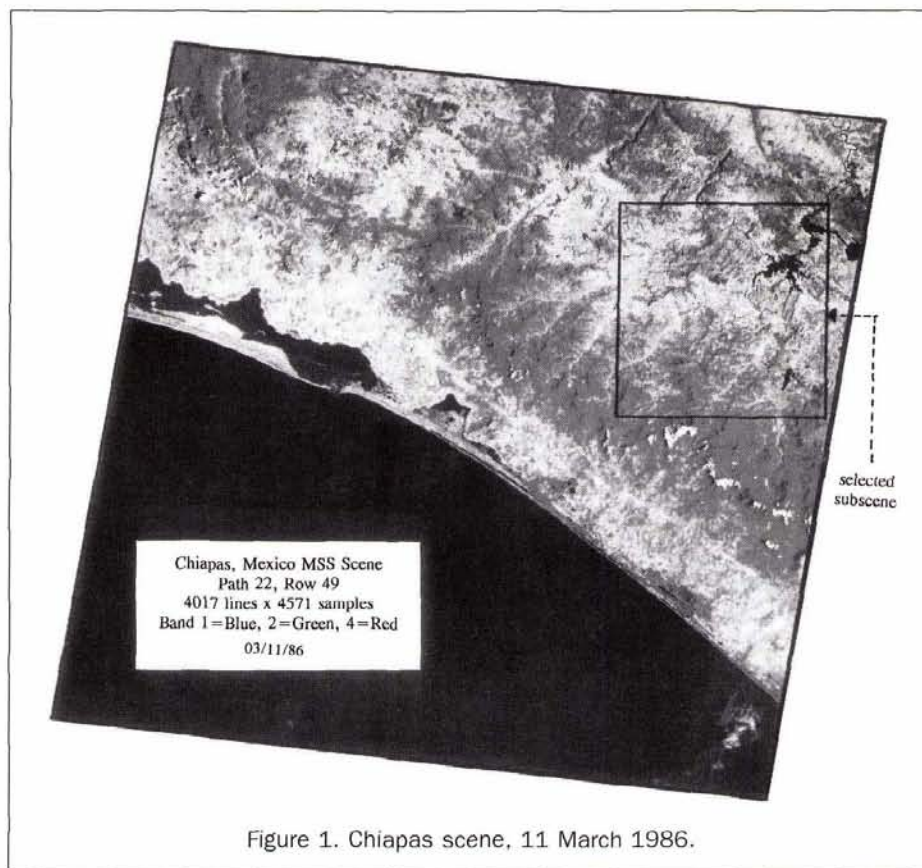 selected
subscene
Chiapas, Mexico MSS Scene
Path 22, Row 49
4017 lines x 4571 samples
Band 1=Blue, 2=Green, 4=Red
03/11/86
Figure 1. Chiapas scene, 11 March 1986.